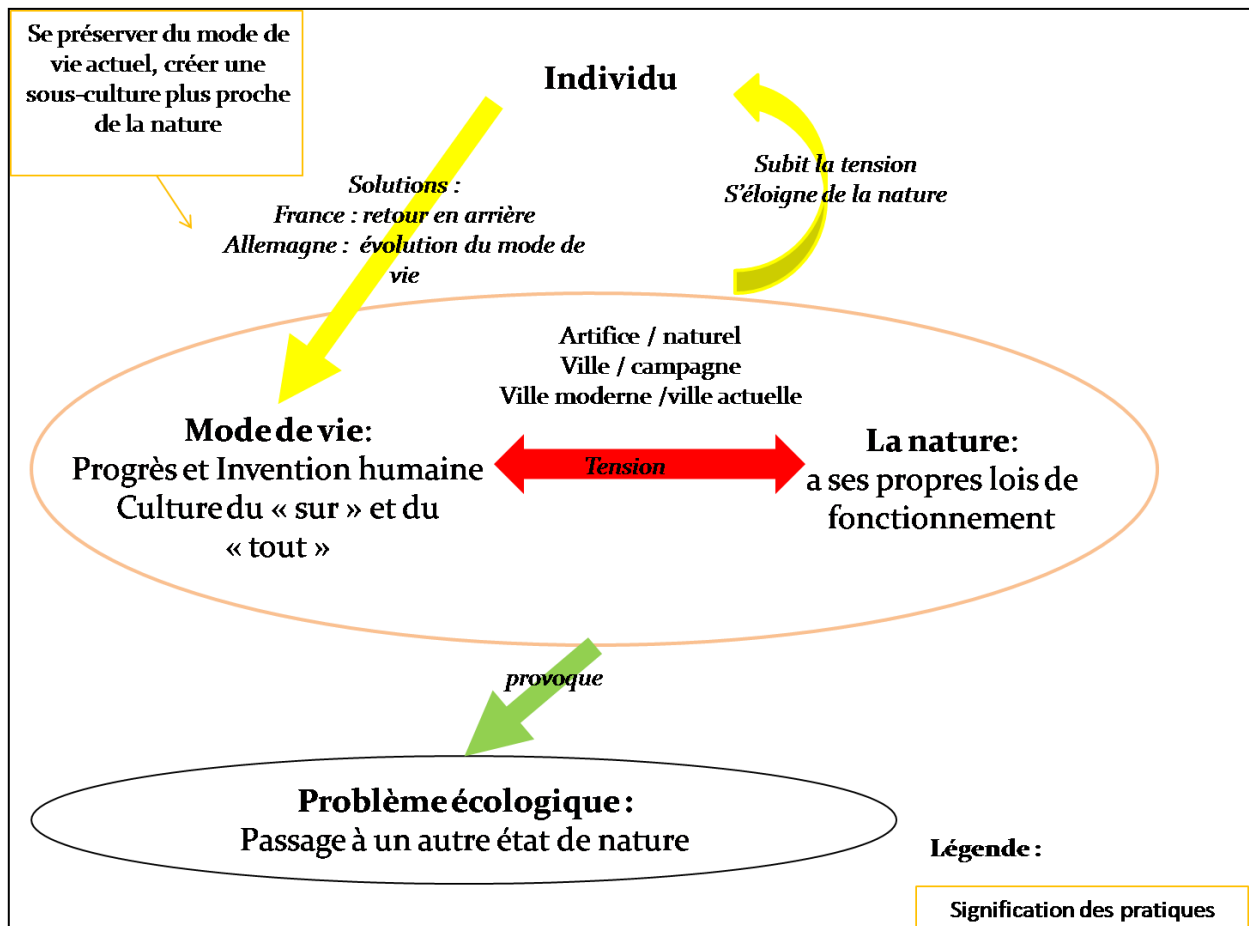 Se préserver du mode de
vie actuel, créer une
sous-culture plus proche
de la nature
Individu
Subit la tension
S'éloigne de la nature
Solutions :
France : retour en arrière
Allemagne : évolution du mode de
vie
Artifice / naturel
Ville / campagne
Ville moderne /ville actuelle
Mode de vie:
Progrès et Invention humaine
Culture du « sur » et du
« tout »
Tension
La nature:
a ses propres lois de
fonctionnement
provoque
Problème écologique :
Passage à un autre état de nature
Légende :
Signification des pratiques